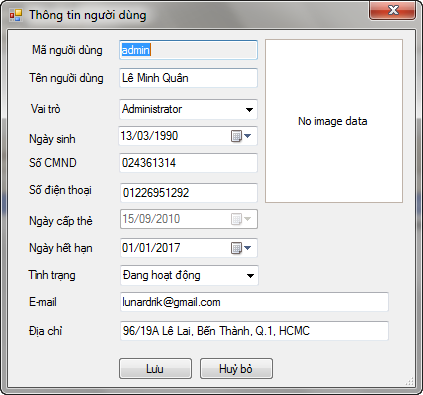 Thông tin người dùng
Mã người dùng admin
Tên người dùng Lê Minh Quân
No image data
Vai trò Administrator
Ngày sinh 13/03/1990
Số CMND 024361314
Số điện thoại 01226951292
Ngày cấp thẻ 15/09/2010
Ngày hết hạn 01/01/2017
Tình trạng Đang hoạt động
E-mail lunardrik@gmail.com
Địa chỉ 96/19A Lê Lai, Bến Thành, Q.1, HCMC
Lưu Huỷ bỏ